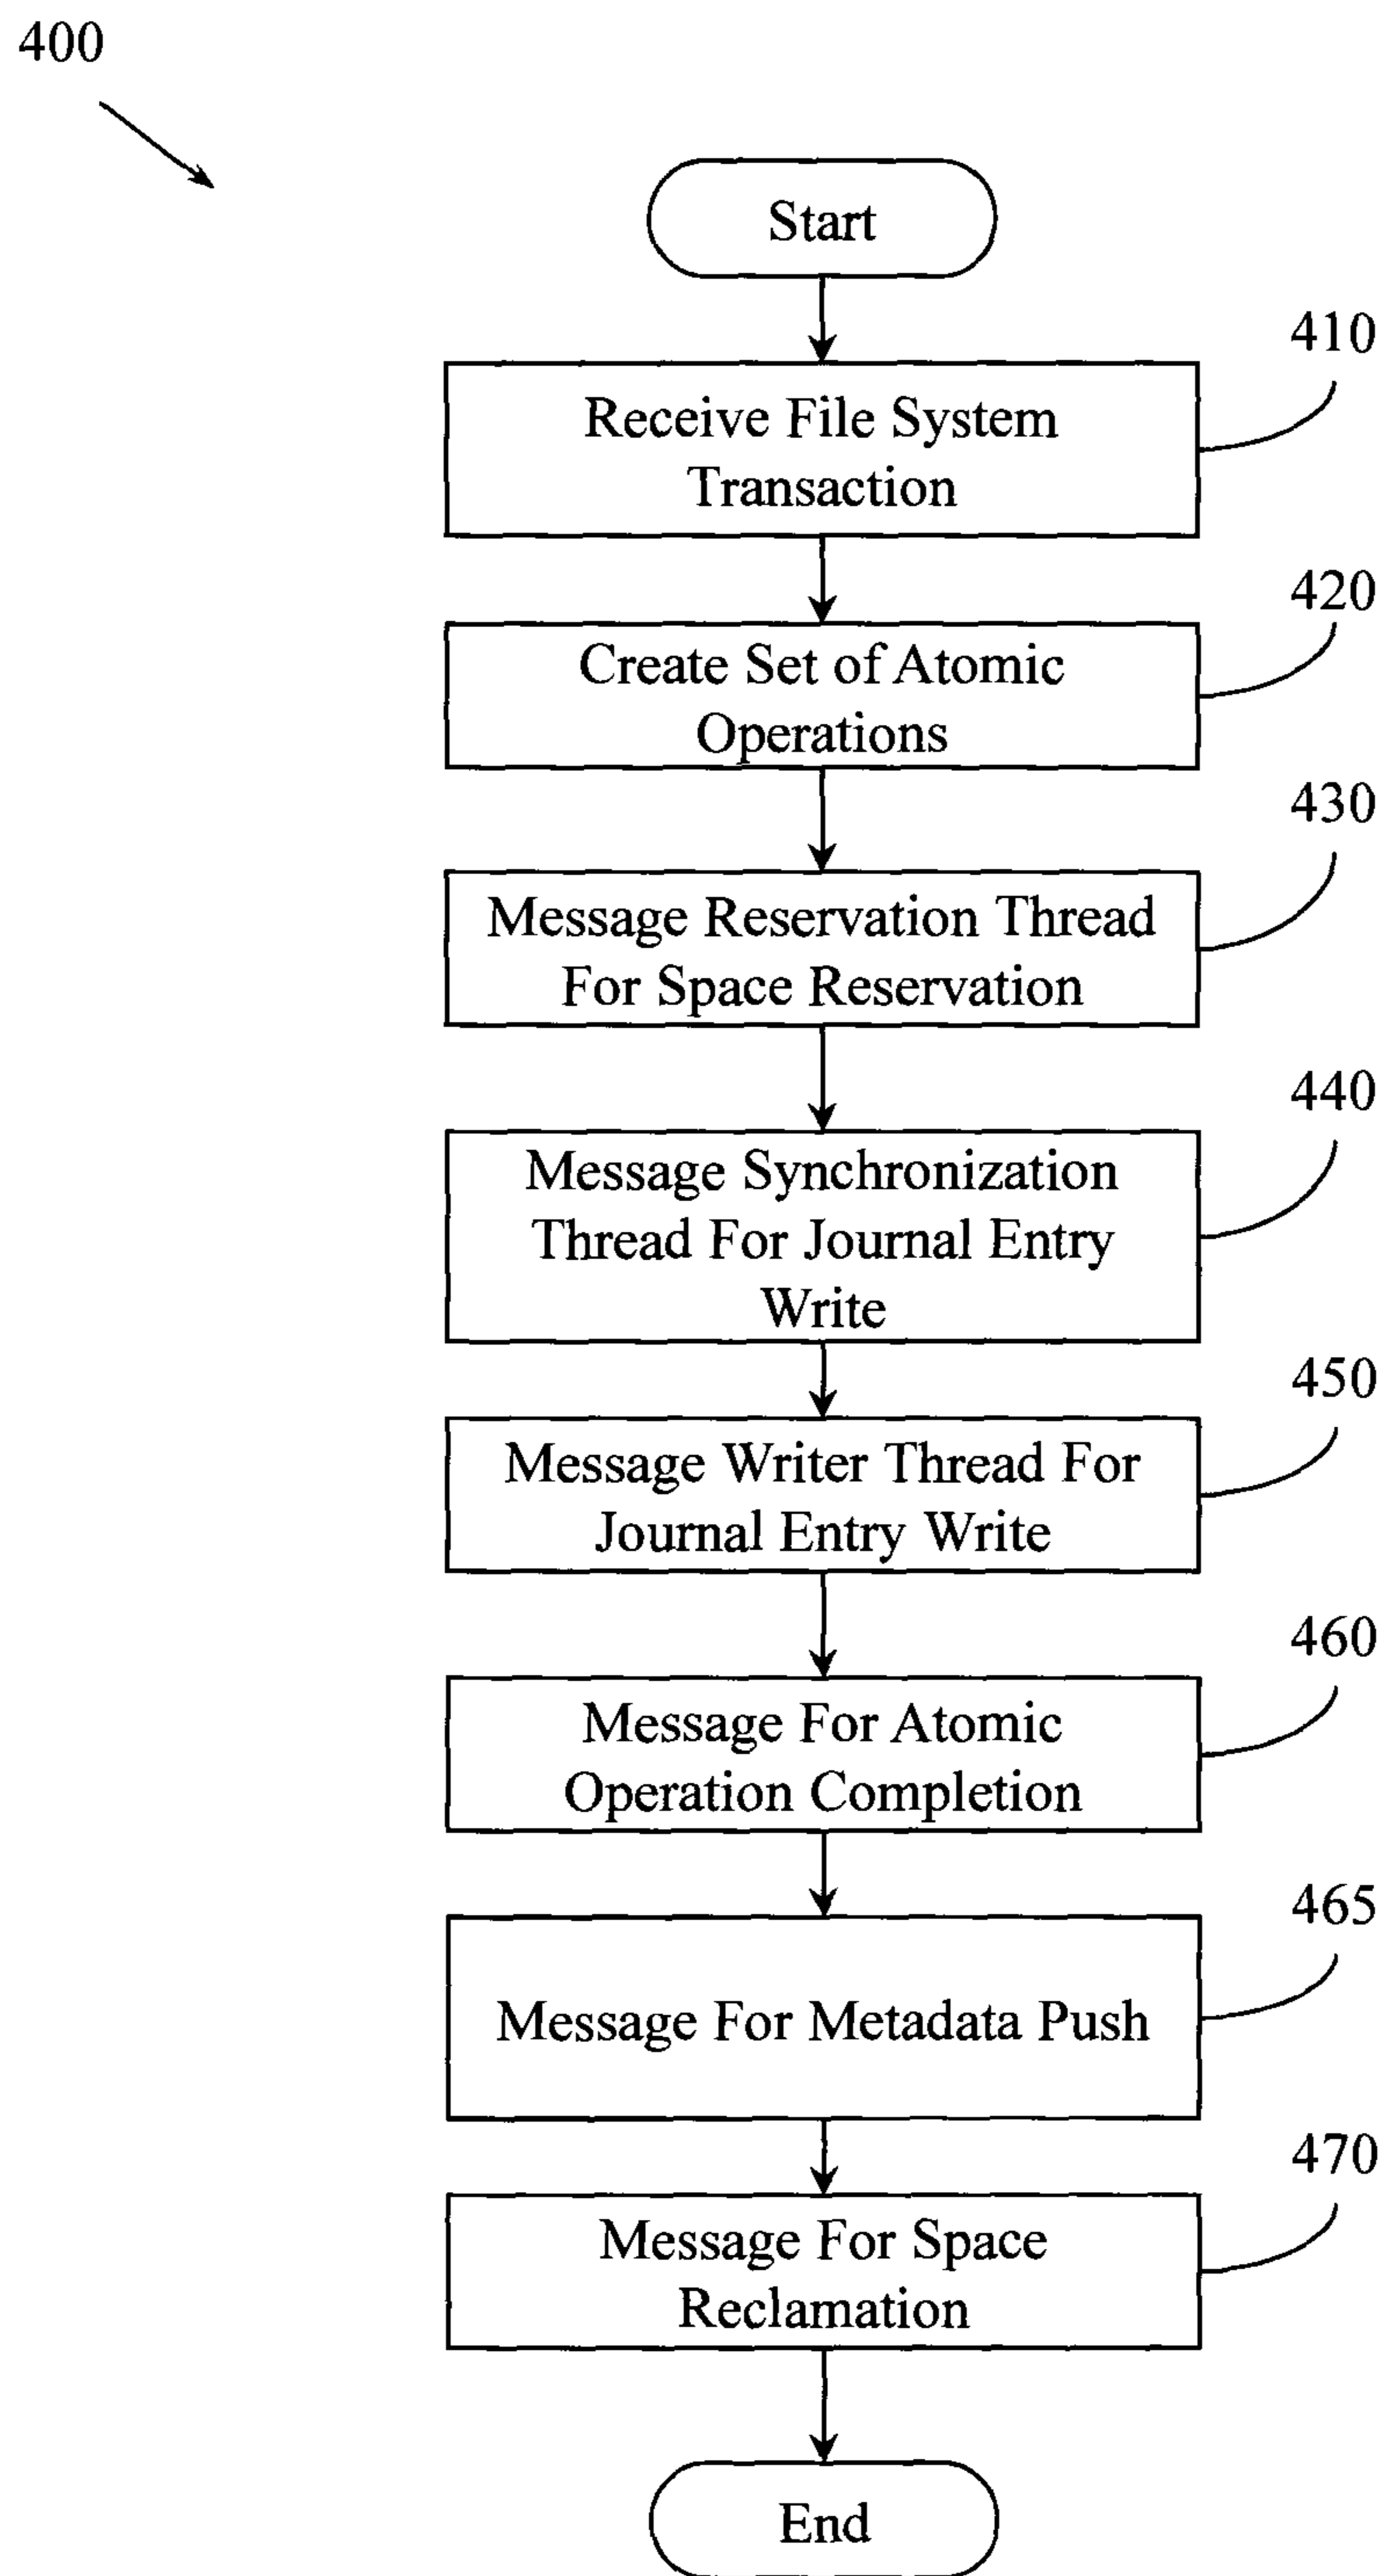 400
Start
410
Receive File System
Transaction
420
Create Set of Atomic
Operations
430
Message Reservation Thread
For Space Reservation
440
Message Synchronization
Thread For Journal Entry
Write
450
Message Writer Thread For
Journal Entry Write
460
Message For Atomic
Operation Completion
465
Message For Metadata Push
470
Message For Space
Reclamation
End